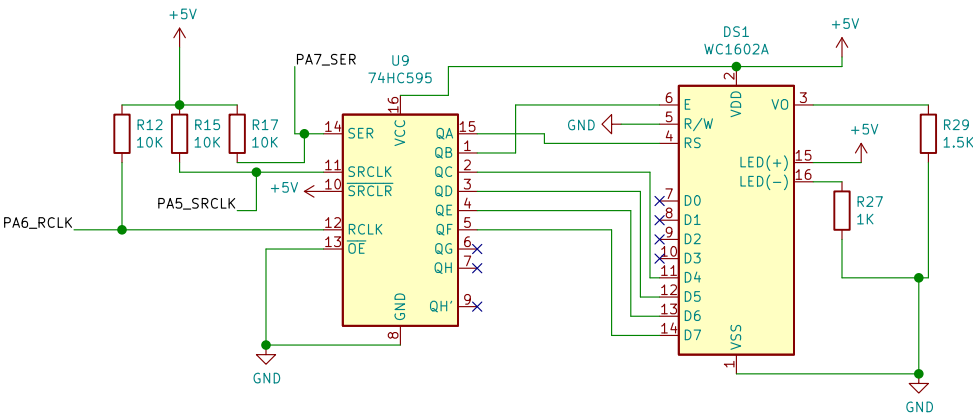 +5V
PA7_SER
U9
74HC595
DS1
WC1602A
+5V
R12
10K
R15
10K
R17
10K
16
VCC
14
SER
11
SRCLK
10
SRCLR
12
RCLK
13
OE
QA
15
QB
1
QC
2
QD
3
QE
4
QF
5
QG
6
QH
7
QH'
9
GND
8
+5V
PA5_SRCLK
PA6_RCLK
GND
2
VDD
6
E
5
R/W
4
RS
GND
7
D0
8
D1
9
D2
10
D3
11
D4
12
D5
13
D6
14
D7
VO
3
LED(+)
15
LED(-)
16
VSS
1
+5V
R29
1.5K
R27
1K
GND